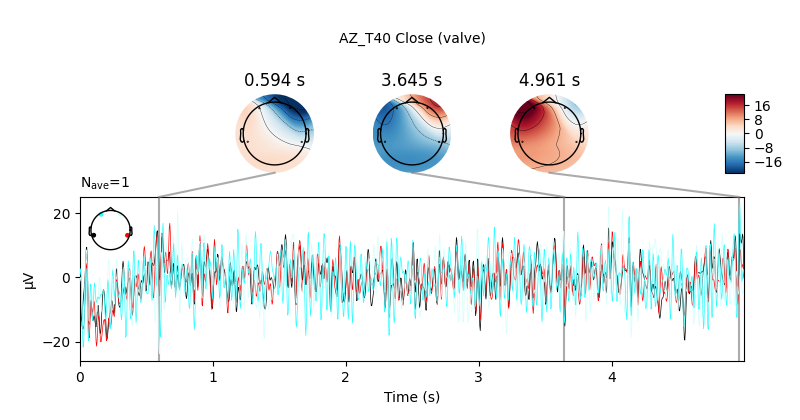 AZ_T40 Close (valve)
0.594 s 3.645 s 4.961 s
16
8
0
−8
−16
Nave=1
20
0
−20
µV
0 1 2 3 4
Time (s)